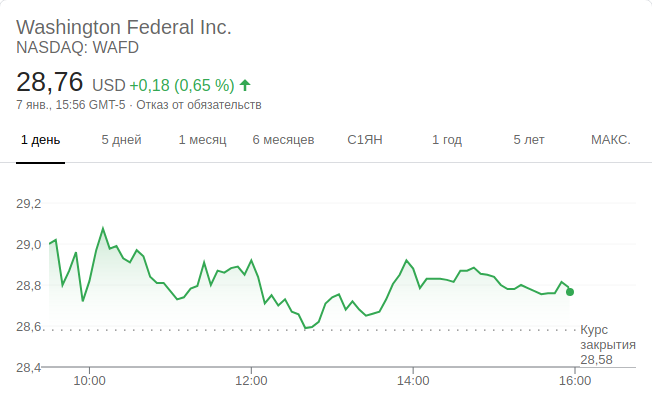 Washington Federal Inc.
NASDAQ: WAFD
28,76 USD +0,18 (0,65 %)
7 янв., 15:56 GMT-5 · Отказ от обязательств
1 день 5 дней 1 месяц 6 месяцев С1ЯН 1 год 5 лет МАКС.
29,2
29,0
28,8
28,6
Курс
закрытия
28,58
28,4
10:00 12:00 14:00 16:00